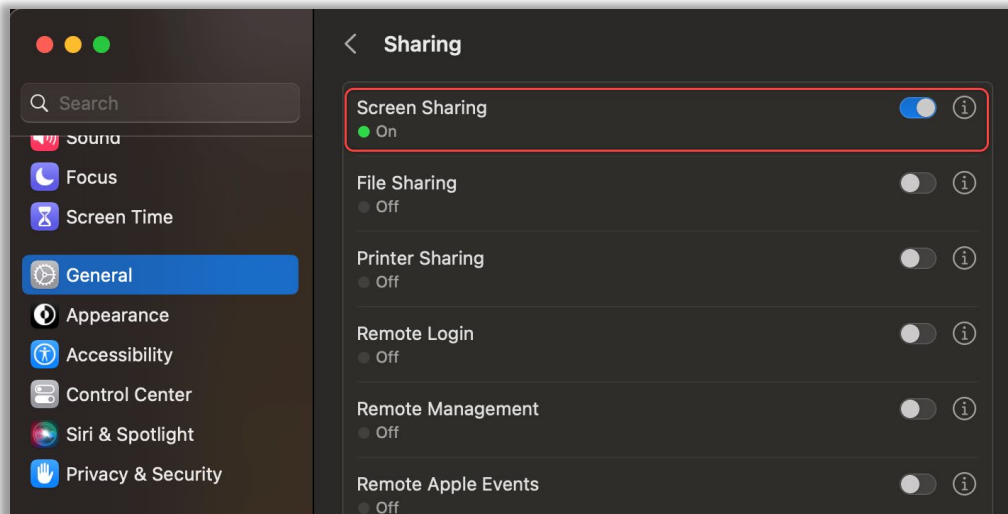 Search
Sound
Focus
Screen Time
General
Appearance
Accessibility
Control Center
Siri & Spotlight
Privacy & Security
Sharing
Screen Sharing
On
File Sharing
Off
Printer Sharing
Off
Remote Login
Off
Remote Management
Off
Remote Apple Events
Off